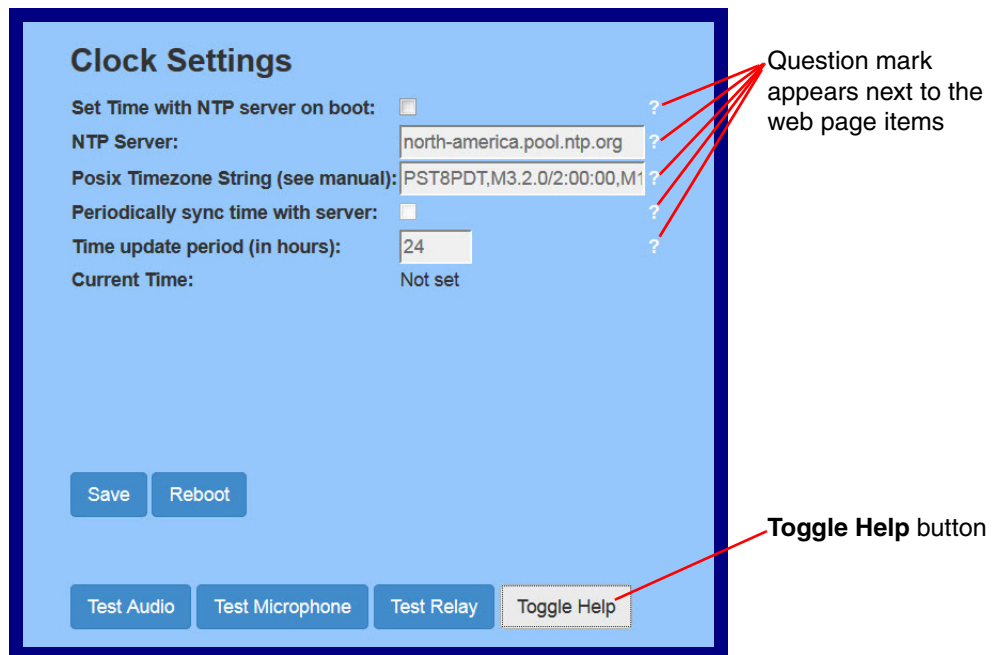 Clock Settings
Set Time with NTP server on boot: ?
NTP Server: north-america.pool.ntp.org ?
Posix Timezone String (see manual): PST8PDT,M3.2.0/2:00:00,M1 ?
Periodically sync time with server: ?
Time update period (in hours): 24 ?
Current Time: Not set
Question mark
appears next to the
web page items
Save Reboot
Toggle Help button
Test Audio Test Microphone Test Relay Toggle Help